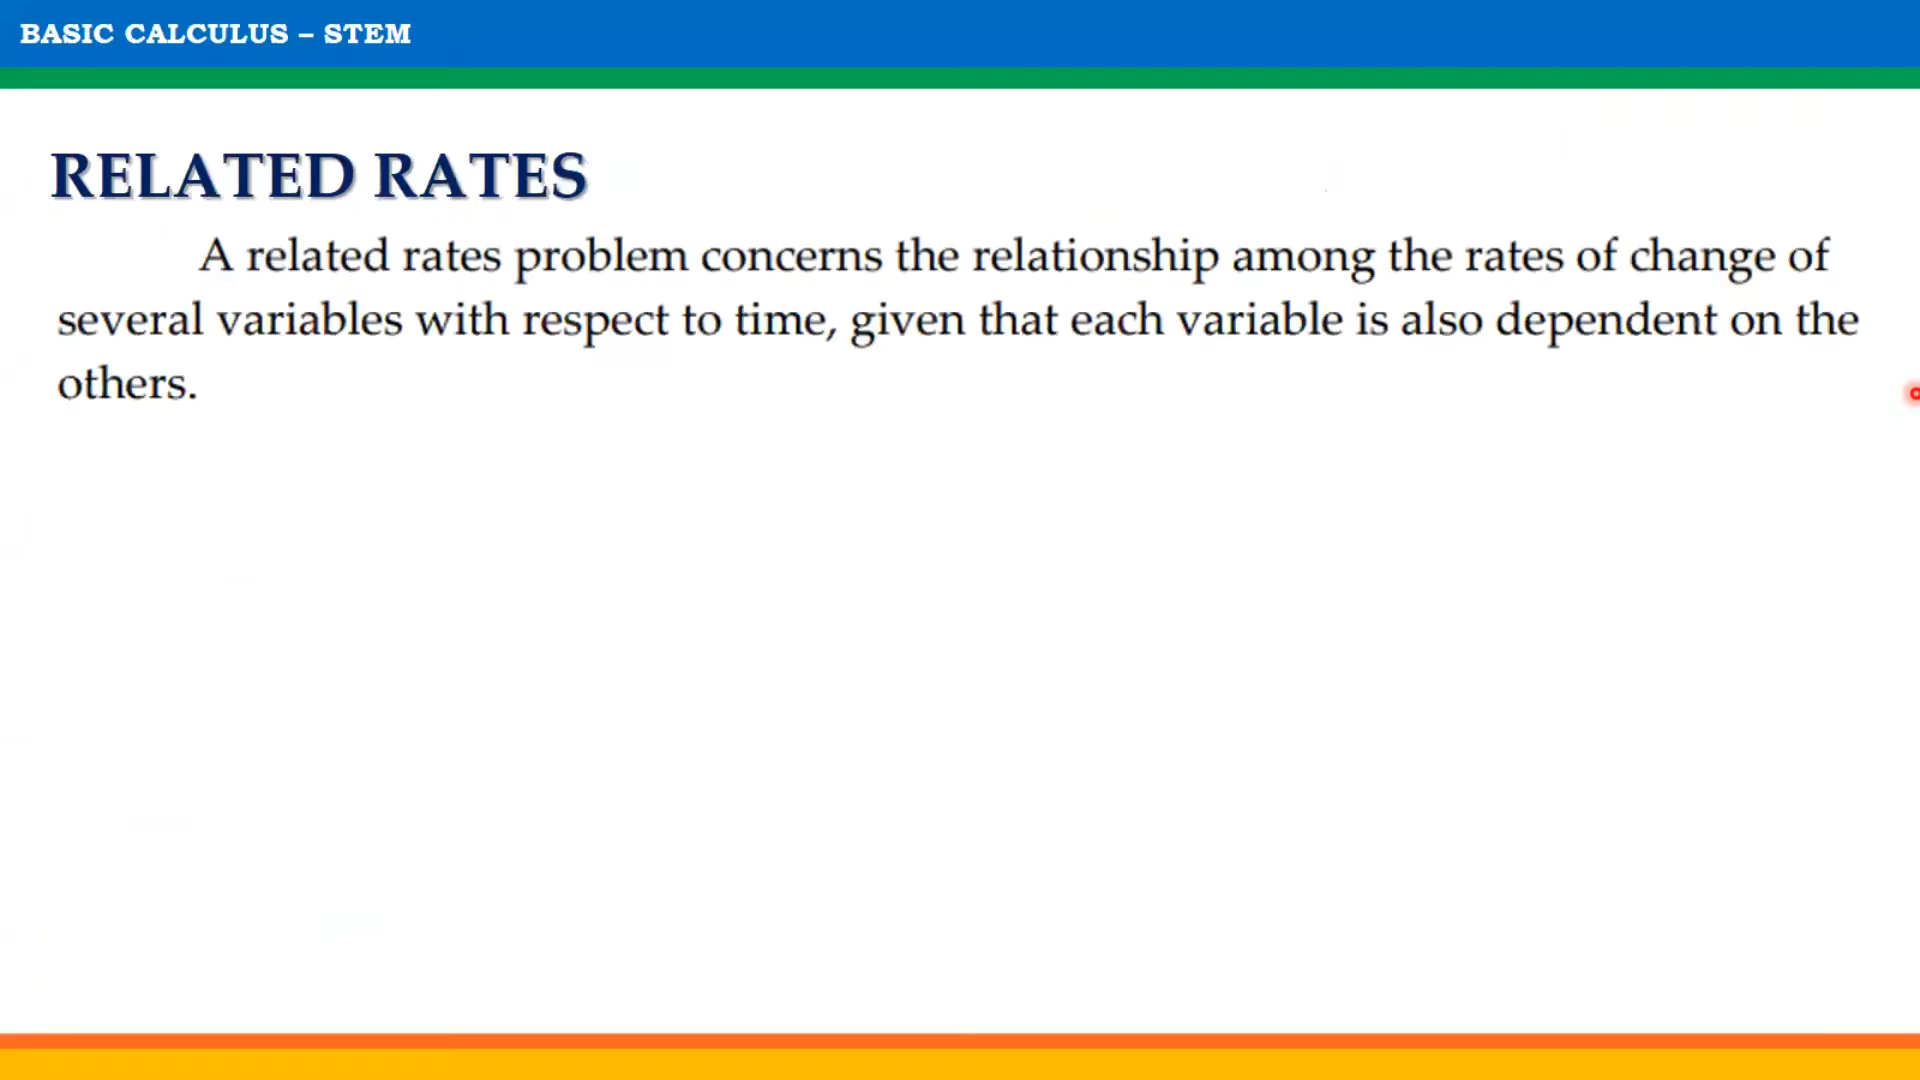 BASIC CALCULUS – STEM
RELATED RATES
A related rates problem concerns the relationship among the rates of change of
several variables with respect to time, given that each variable is also dependent on the
others.